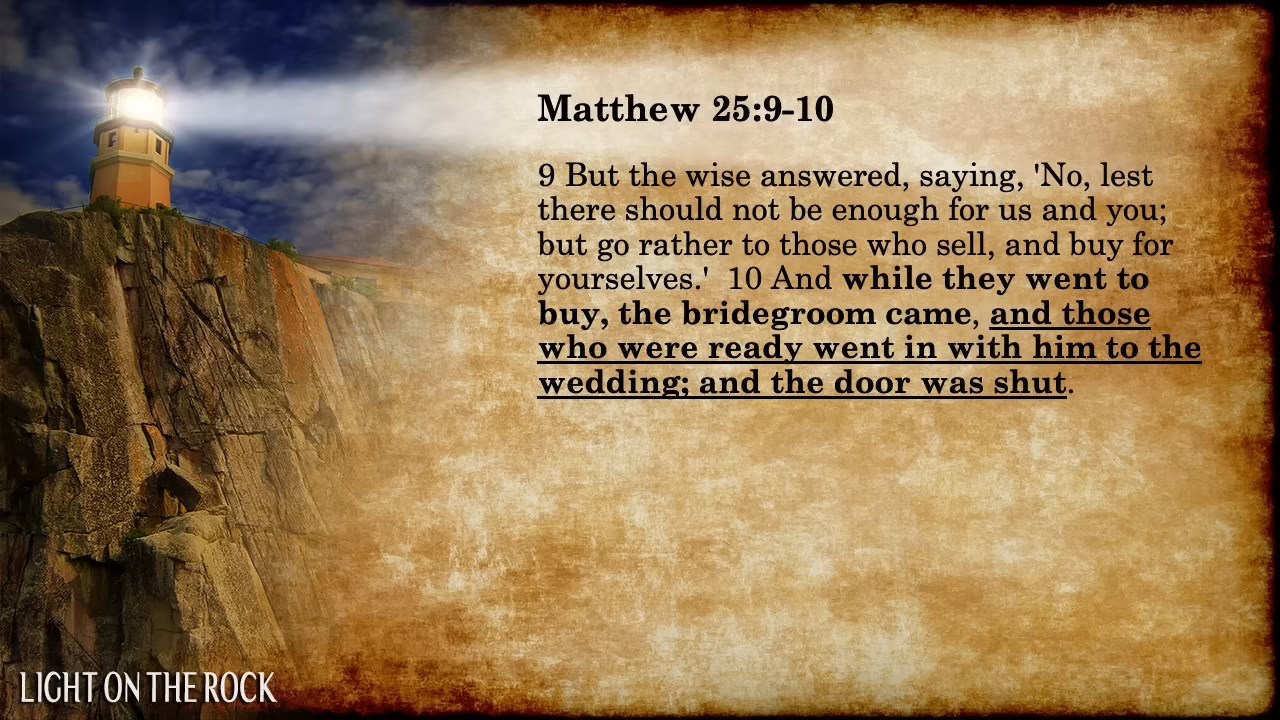 Matthew 25:9-10
9 But the wise answered, saying, 'No, lest
there should not be enough for us and you;
but go rather to those who sell, and buy for
yourselves.'  10 And while they went to
buy, the bridegroom came, and those
who were ready went in with him to the
wedding; and the door was shut.
LIGHT ON THE ROCK